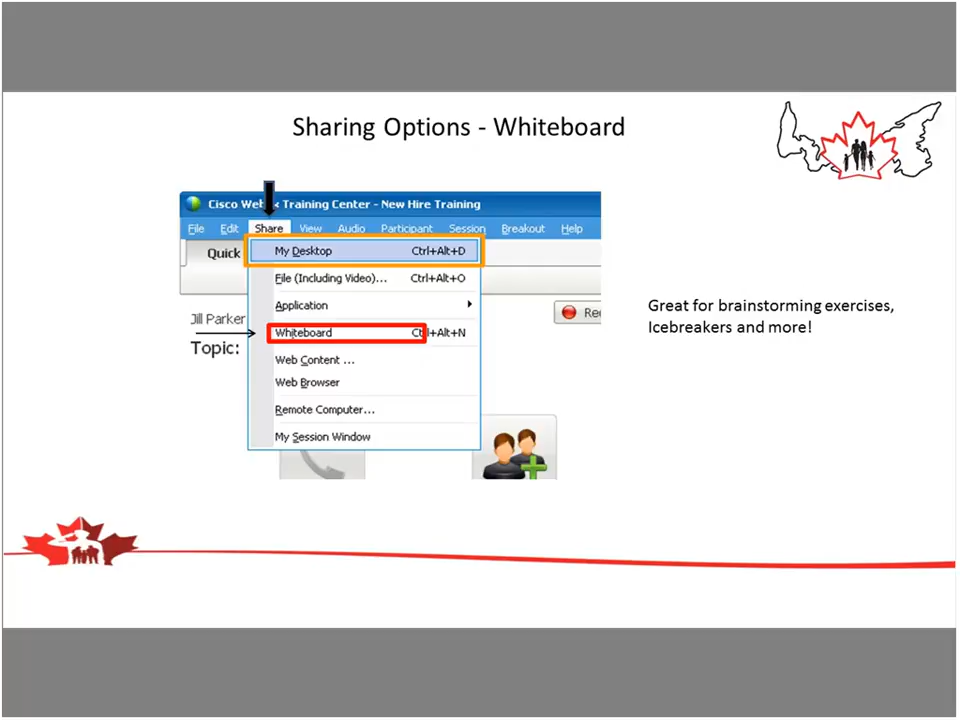 Sharing Options - Whiteboard
Cisco Web Training Center - New Hire Training
File Edit Share View Audio Participant Session Breakout Help
Quick
My Desktop Ctrl+Alt+D
File (Including Video)... Ctrl+Alt+O
Application
Jill Parker
Whiteboard Ctrl+Alt+N
Topic:
Web Content ...
Web Browser
Remote Computer...
My Session Window
Great for brainstorming exercises,
Icebreakers and more!